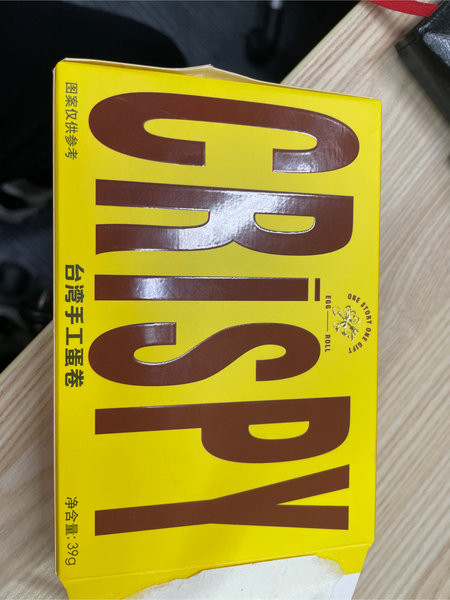 ONE STORY ONE GIFT
EGG ROLL
CRiSPY
图案仅供参考
台湾手工蛋卷
净含量:39g